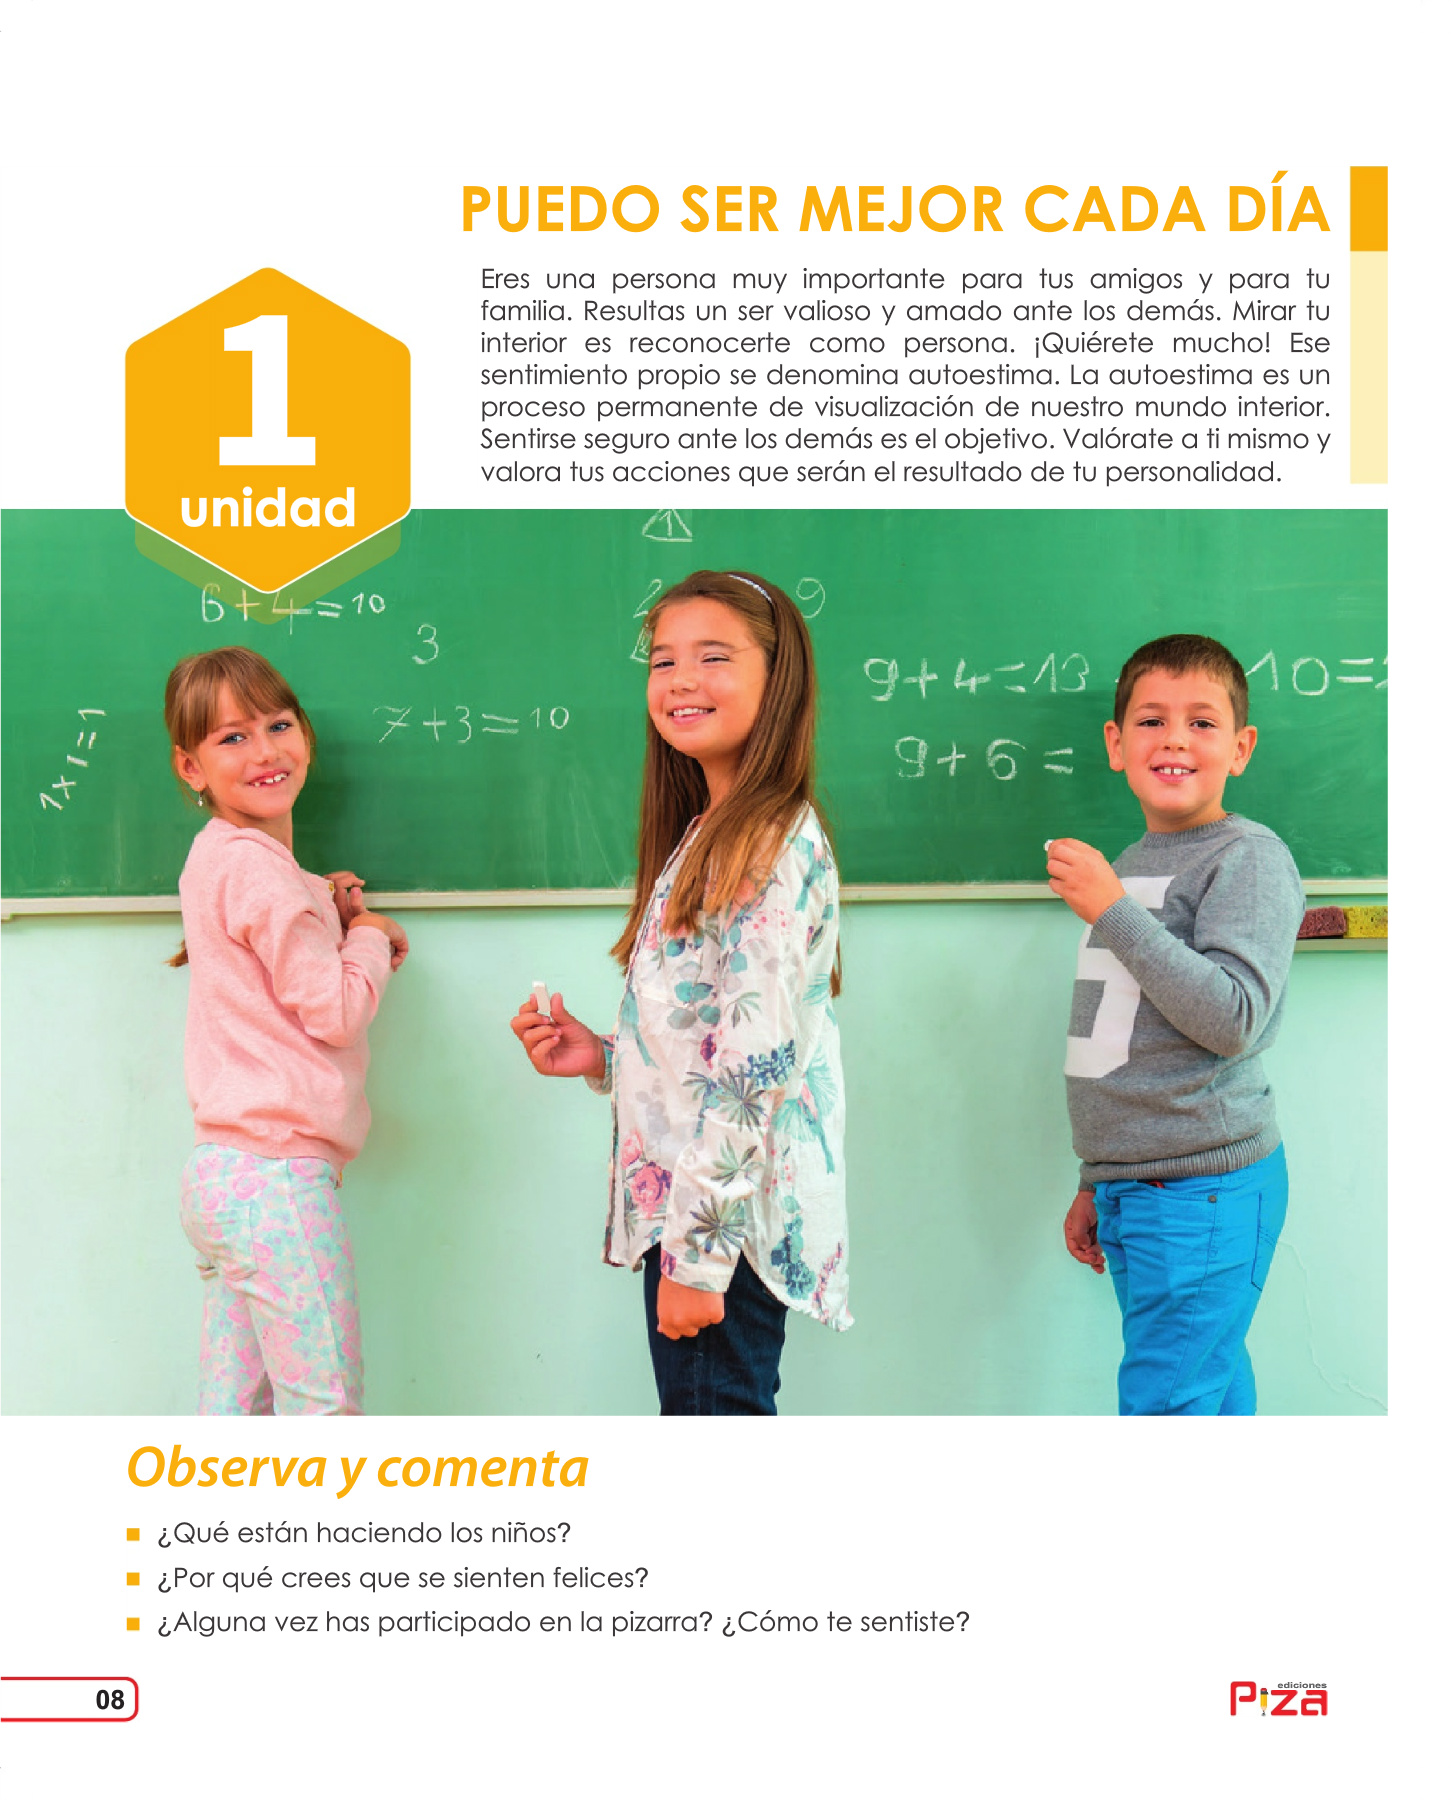 PUEDO SER MEJOR CADA DÍA
Eres una persona muy importante para tus amigos y para tu
familia. Resultas un ser valioso y amado ante los demás. Mirar tu
interior es reconocerte como persona. ¡Quiérete mucho! Ese
sentimiento propio se denomina autoestima. La autoestima es un
proceso permanente de visualización de nuestro mundo interior.
Sentirse seguro ante los demás es el objetivo. Valórate a ti mismo y
valora tus acciones que serán el resultado de tu personalidad.
1
unidad
1
6+4=10
2
9
3
9+4=13
10=
7+3=10
1x1=1
9+6=
5
Observa y comenta
¿Qué están haciendo los niños?
¿Por qué crees que se sienten felices?
¿Alguna vez has participado en la pizarra? ¿Cómo te sentiste?
08
ediciones
Piza